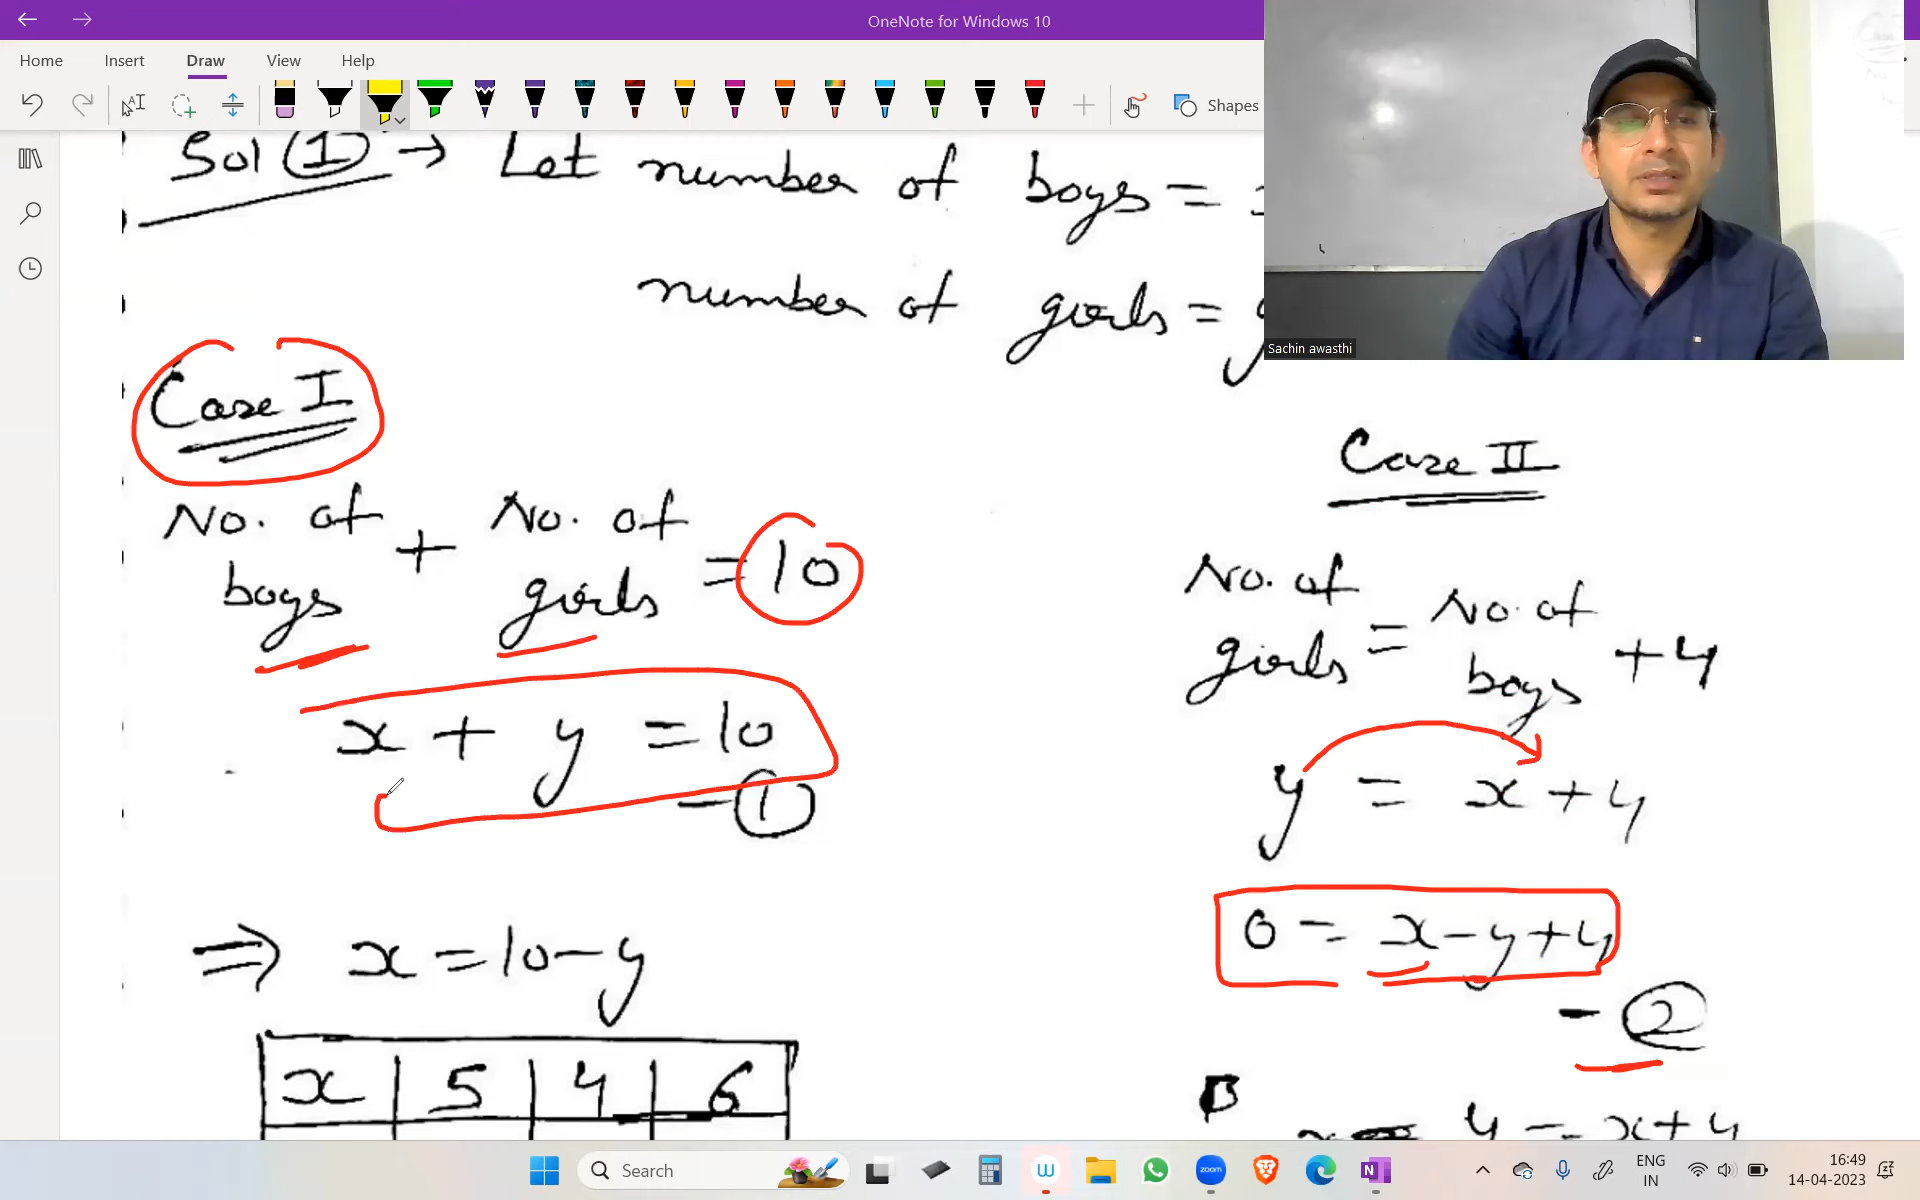 OneNote for Windows 10
Home Insert Draw View Help
Shapes
Sol (1) → Let number of boys =
number of girls = y
Sachin awasthi
Case I
No. of boys + No. of girls = 10
x + y = 10
- (1)
⇒ x = 10 - y
x | 5 | 4 | 6
Case II
No. of girls = No. of boys + 4
y = x + 4
0 = x - y + 4
- (2)
y = x + 4
Search
zoom
ENG
IN
16:49
14-04-2023